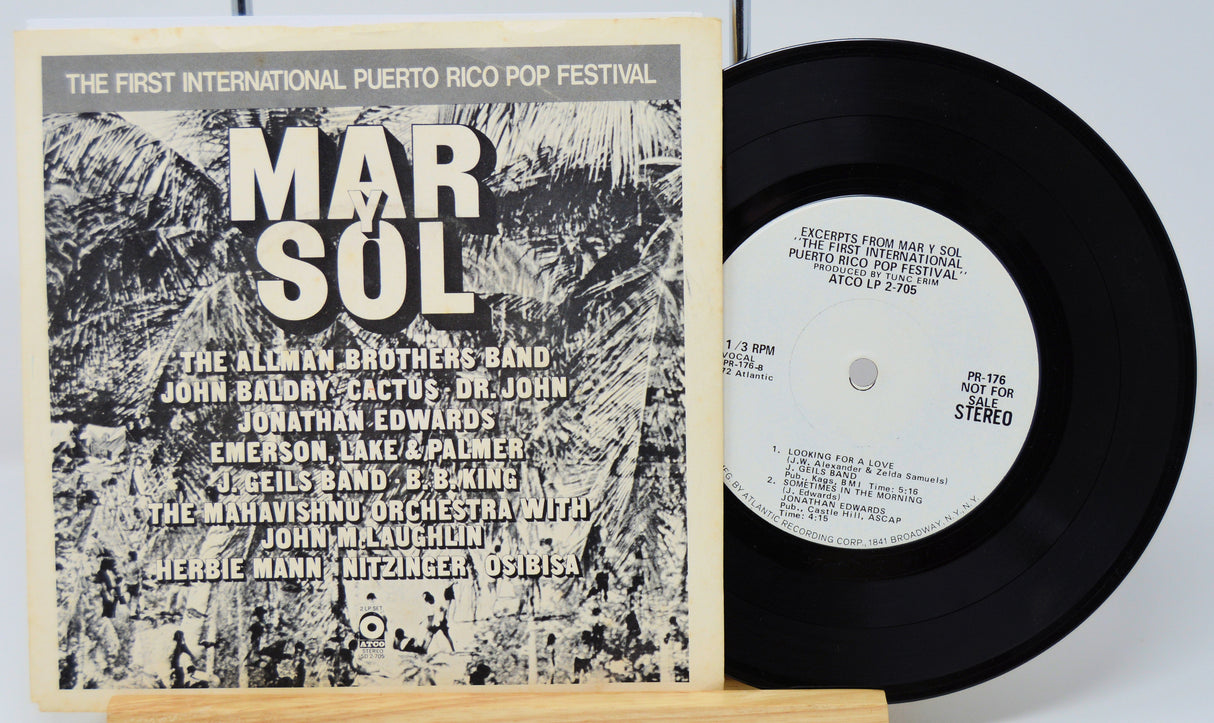 THE FIRST INTERNATIONAL PUERTO RICO POP FESTIVAL
MAR
y
SOL
THE ALLMAN BROTHERS BAND
JOHN BALDRY · CACTUS · DR. JOHN
JONATHAN EDWARDS
EMERSON, LAKE & PALMER
J. GEILS BAND · B. B. KING
THE MAHAVISHNU ORCHESTRA WITH
JOHN McLAUGHLIN
HERBIE MANN · NITZINGER · OSIBISA
2 LP SET
ATCO
STEREO
SD 2-705
EXCERPTS FROM MAR Y SOL
"THE FIRST INTERNATIONAL
PUERTO RICO POP FESTIVAL"
PRODUCED BY TUNC ERIM
ATCO LP 2-705
1/3 RPM
VOCAL
PR-176-B
72 Atlantic
PR-176
NOT FOR
SALE
STEREO
1. LOOKING FOR A LOVE
(J.W. Alexander & Zelda Samuels)
J. GEILS BAND
Pub., Kags, BMI Time: 5:16
2. SOMETIMES IN THE MORNING
(J. Edwards)
JONATHAN EDWARDS
Pub., Castle Hill, ASCAP
Time: 4:15
FG. BY ATLANTIC RECORDING CORP., 1841 BROADWAY, N.Y. N.Y.